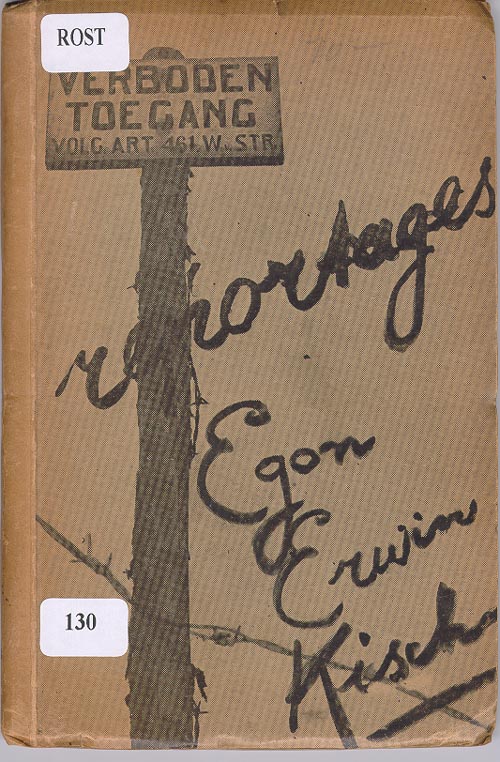 ROST
VERBODEN
TOEGANG
VOLG. ART. 461. W. v. STR.
reportages
Egon
Erwin
Kisch
130